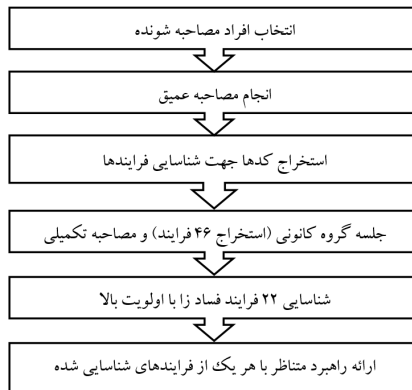 انتخاب افراد مصاحبه شونده
انجام مصاحبه عمیق
استخراج کدها جهت شناسایی فرایندها
جلسه گروه کانونی (استخراج ۴۶ فرایند) و مصاحبه تکمیلی
شناسایی ۲۲ فرایند فساد زا با اولویت بالا
ارائه راهبرد متناظر با هر یک از فرایندهای شناسایی شده